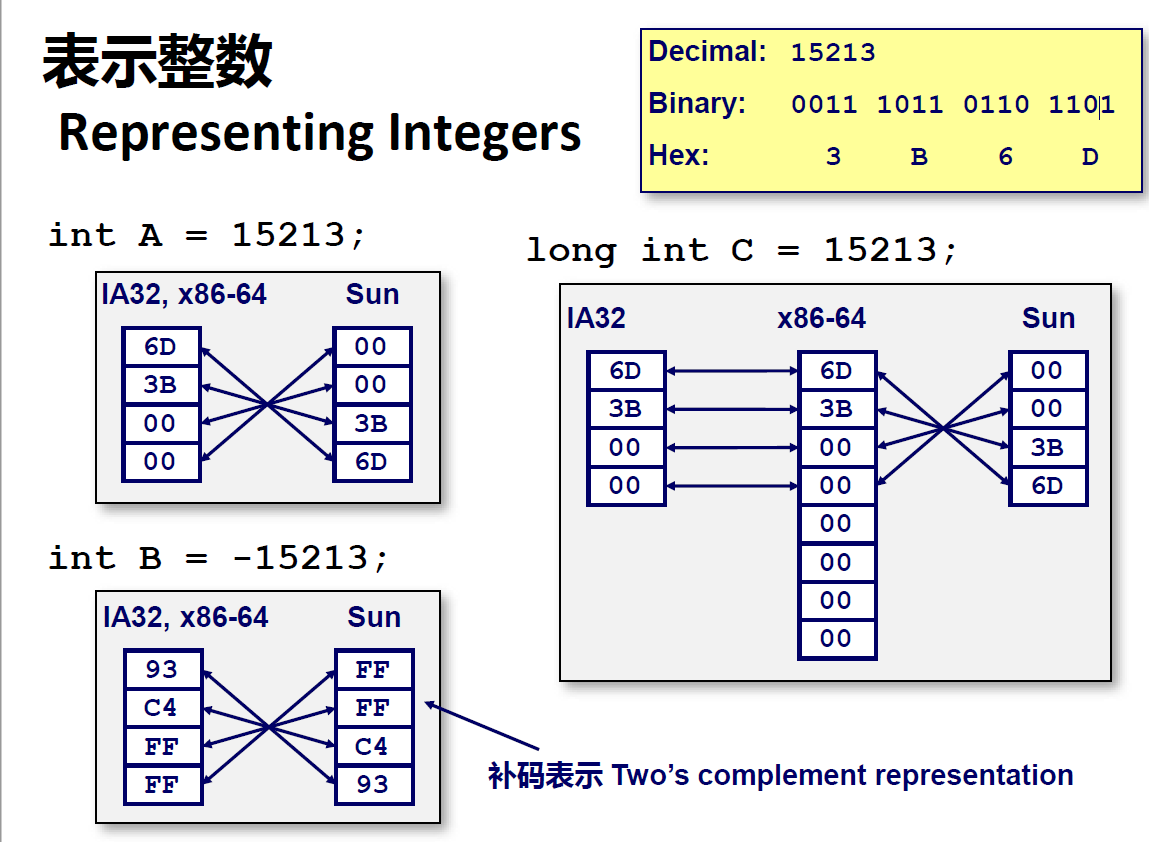 表示整数
Representing Integers
Decimal: 15213
Binary: 0011 1011 0110 1101
Hex: 3 B 6 D
int A = 15213;
IA32, x86-64 Sun
6D 00
3B 00
00 3B
00 6D
int B = -15213;
IA32, x86-64 Sun
93 FF
C4 FF
FF C4
FF 93
long int C = 15213;
IA32 x86-64 Sun
6D 6D 00
3B 3B 00
00 00 3B
00 00 6D
00
00
00
00
补码表示 Two's complement representation